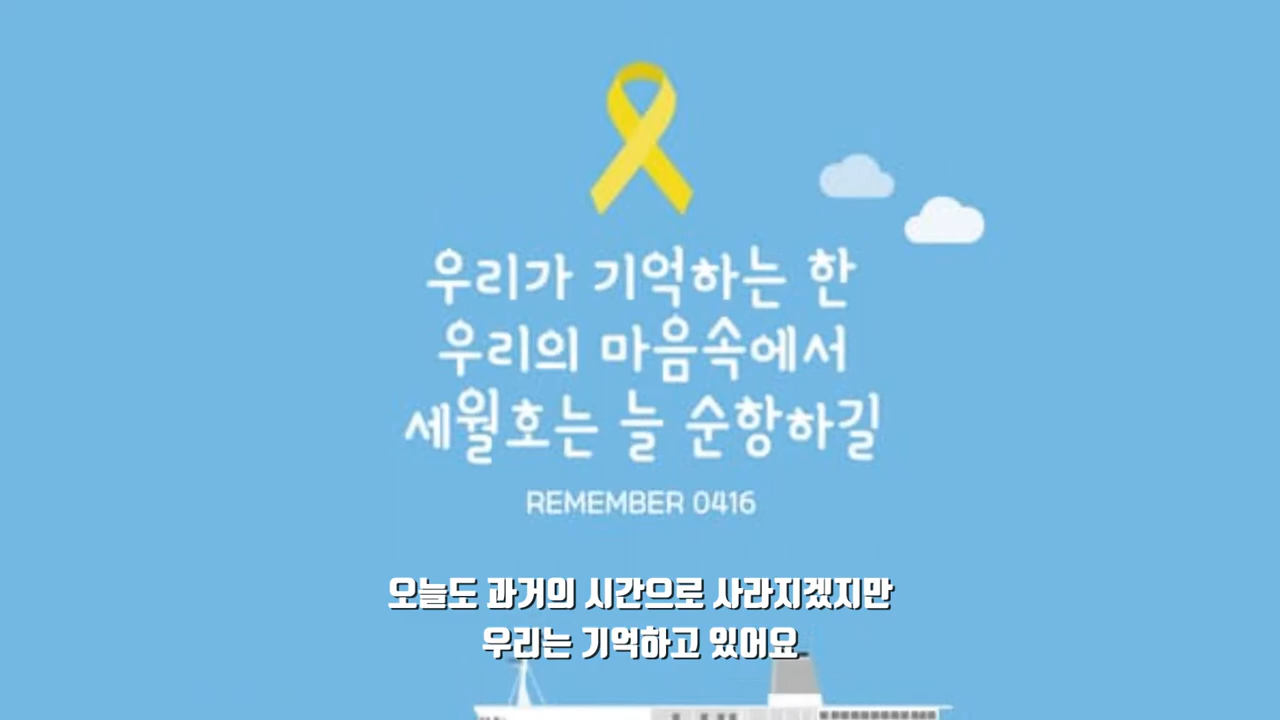 우리가 기억하는 한
우리의 마음속에서
세월호는 늘 순항하길
REMEMBER 0416
오늘도 과거의 시간으로 사라지겠지만
우리는 기억하고 있어요